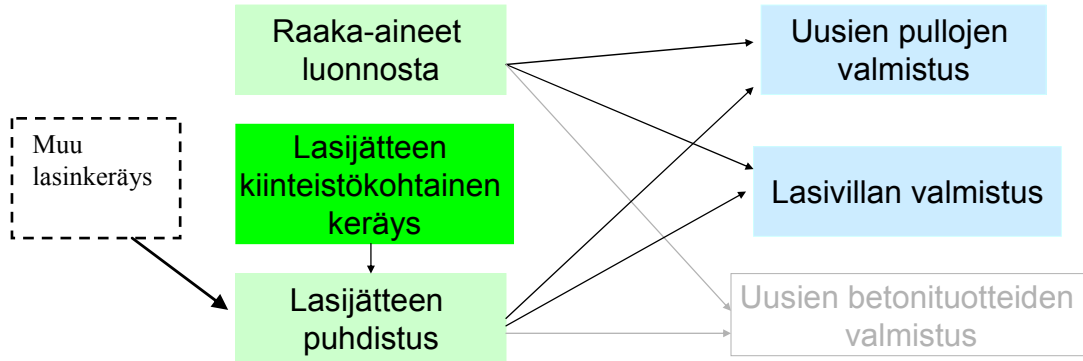 Raaka-aineet
luonnosta
Uusien pullojen
valmistus
Muu
lasinkeräys
Lasijätteen
kiinteistökohtainen
keräys
Lasivillan valmistus
Lasijätteen
puhdistus
Uusien betonituotteiden
valmistus